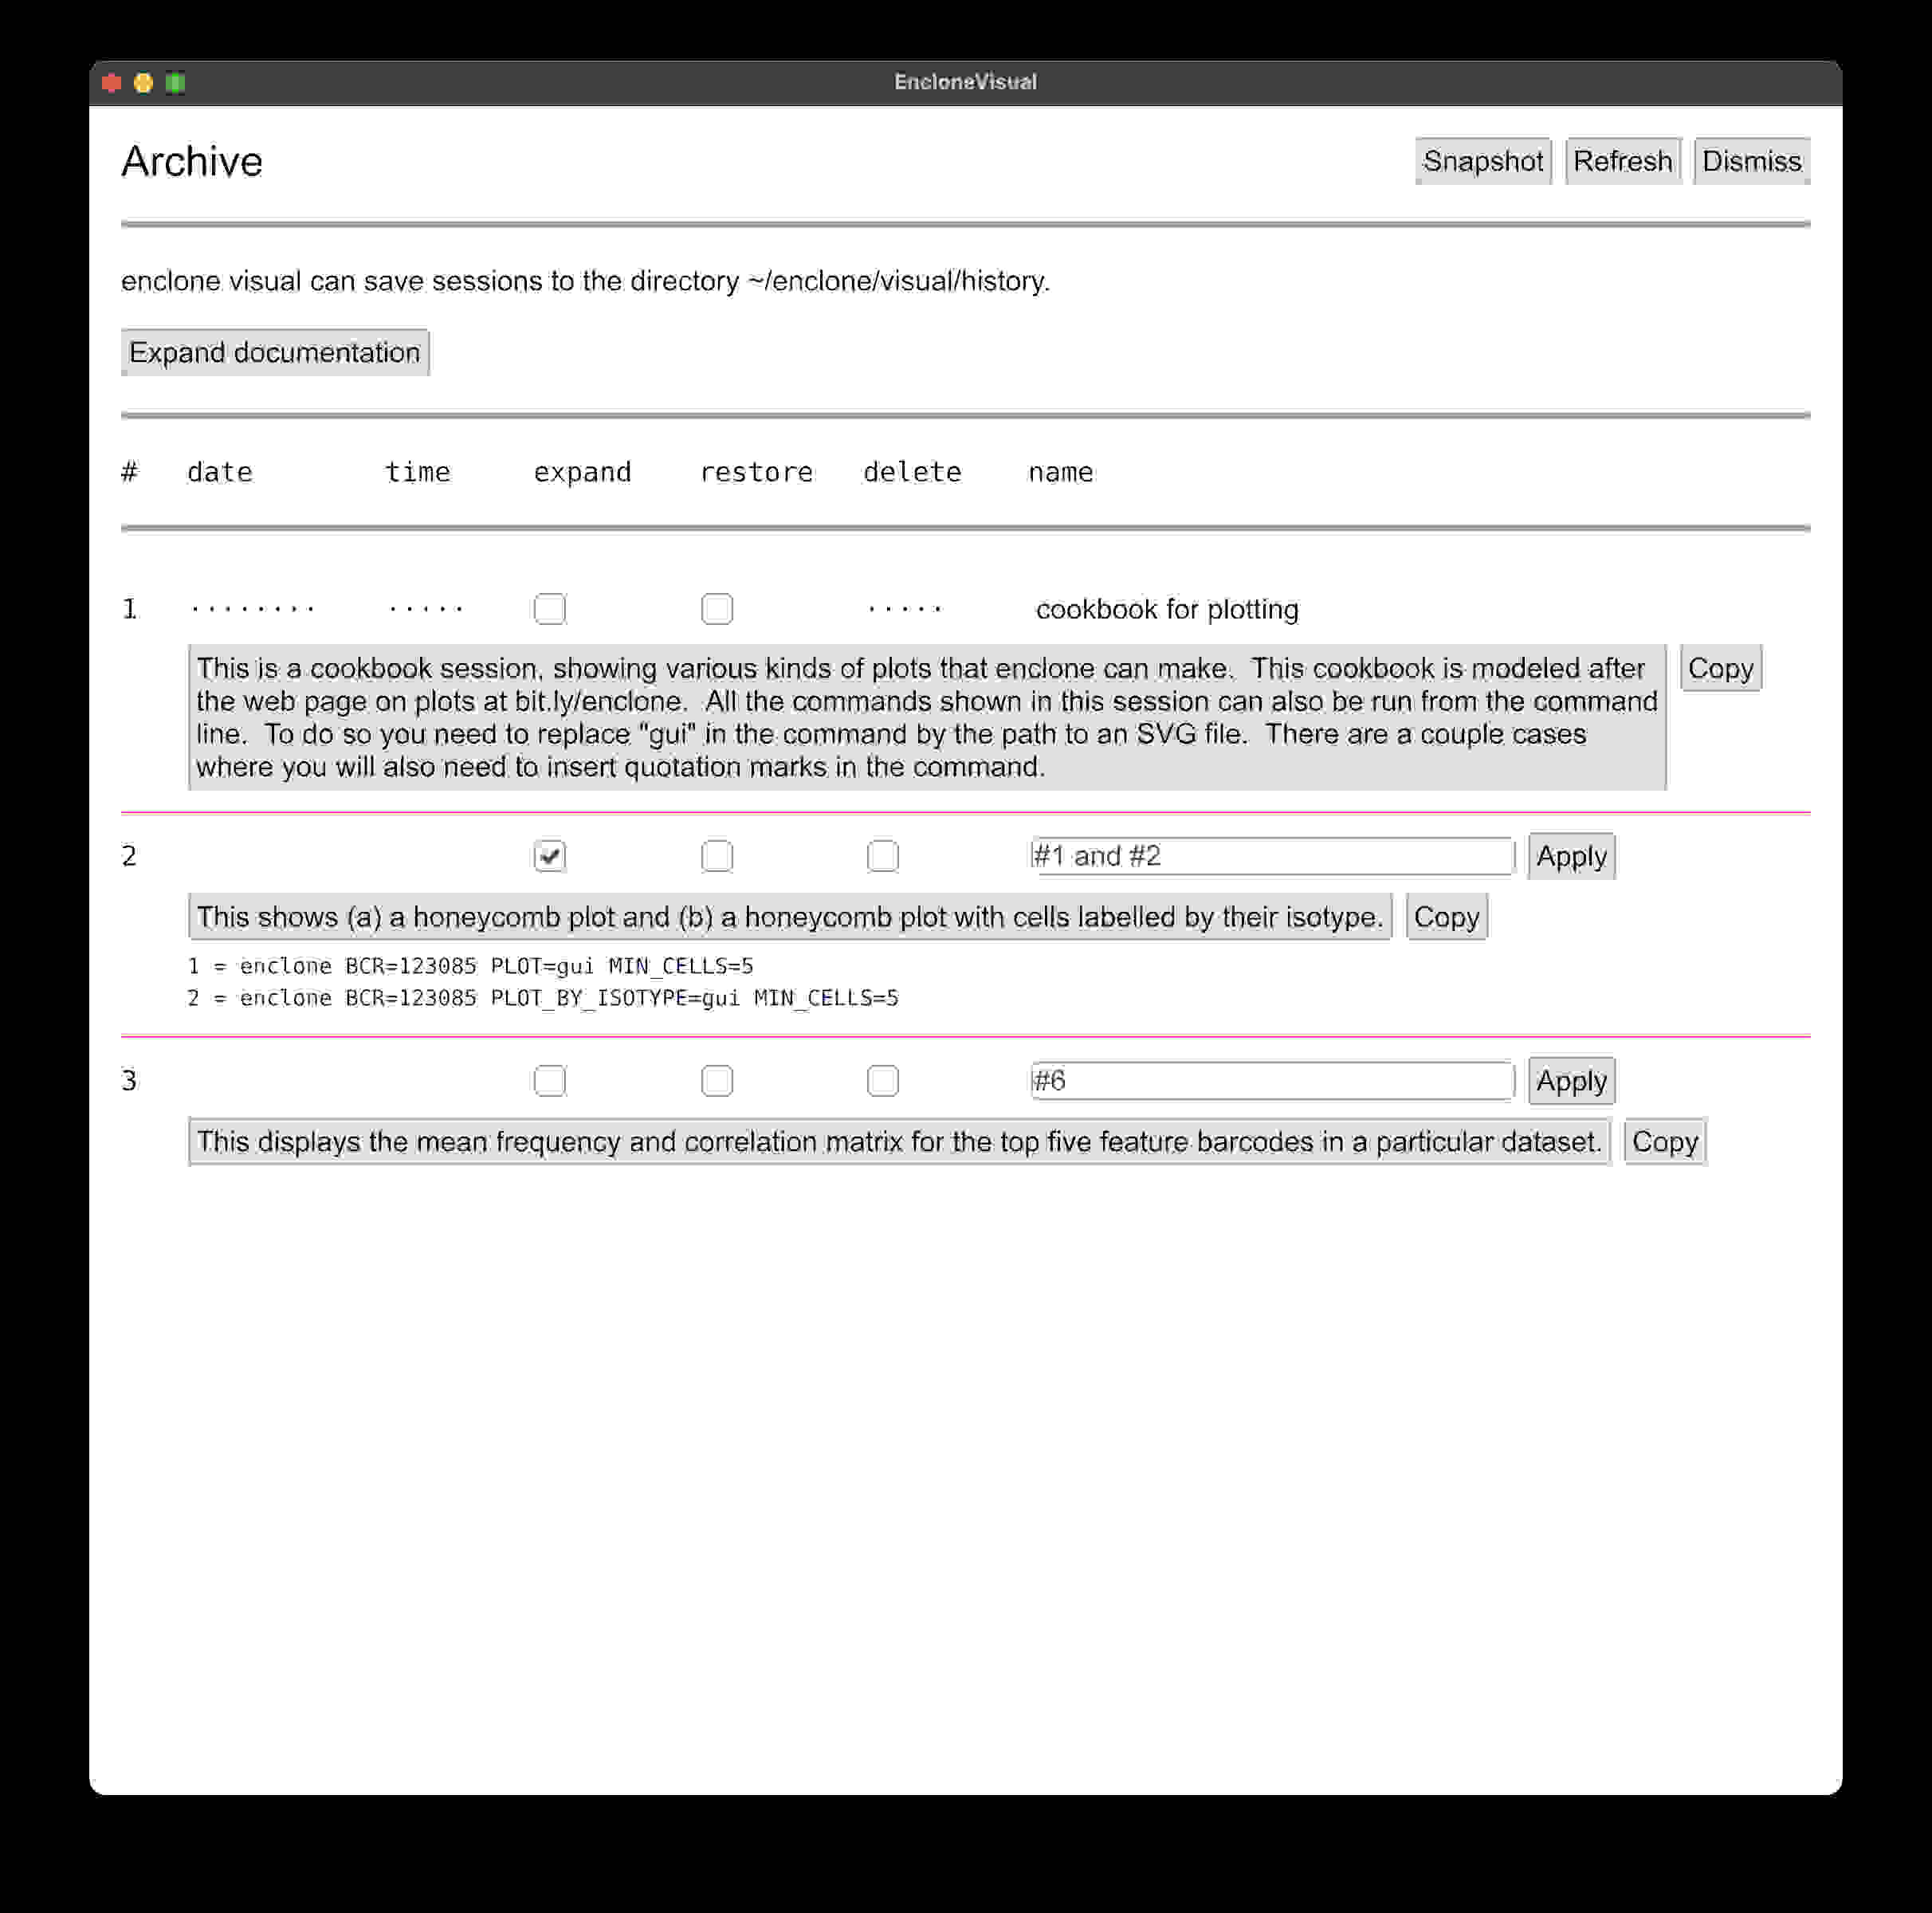 EncloneVisual
Archive Snapshot Refresh Dismiss
enclone visual can save sessions to the directory ~/enclone/visual/history.
Expand documentation
# date time expand restore delete name
1 ········ ····· ····· cookbook for plotting
This is a cookbook session, showing various kinds of plots that enclone can make.  This cookbook is modeled after Copy
the web page on plots at bit.ly/enclone.  All the commands shown in this session can also be run from the command
line.  To do so you need to replace "gui" in the command by the path to an SVG file.  There are a couple cases
where you will also need to insert quotation marks in the command.
2 #1 and #2 Apply
This shows (a) a honeycomb plot and (b) a honeycomb plot with cells labelled by their isotype. Copy
1 = enclone BCR=123085 PLOT=gui MIN_CELLS=5
2 = enclone BCR=123085 PLOT_BY_ISOTYPE=gui MIN_CELLS=5
3 #6 Apply
This displays the mean frequency and correlation matrix for the top five feature barcodes in a particular dataset. Copy